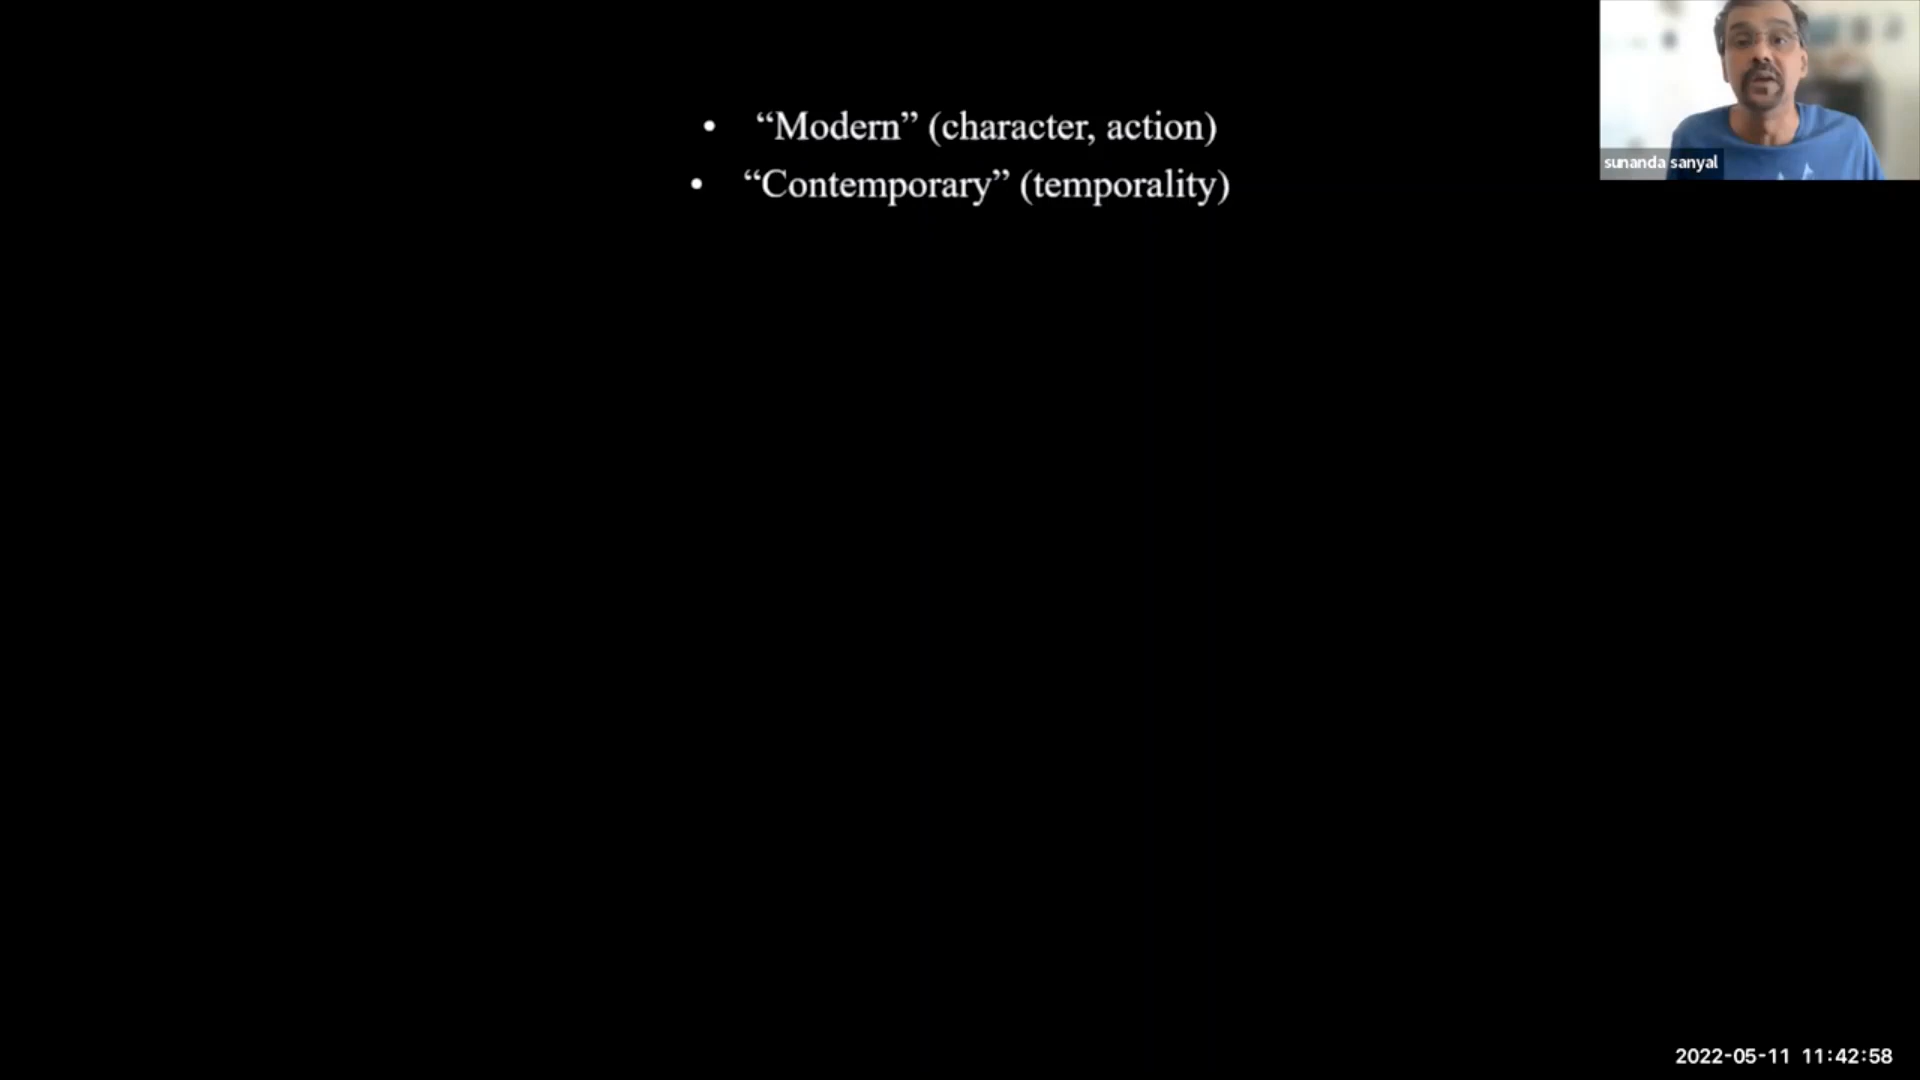 • “Modern” (character, action)
• “Contemporary” (temporality)
sunanda sanyal
2022-05-11 11:42:58